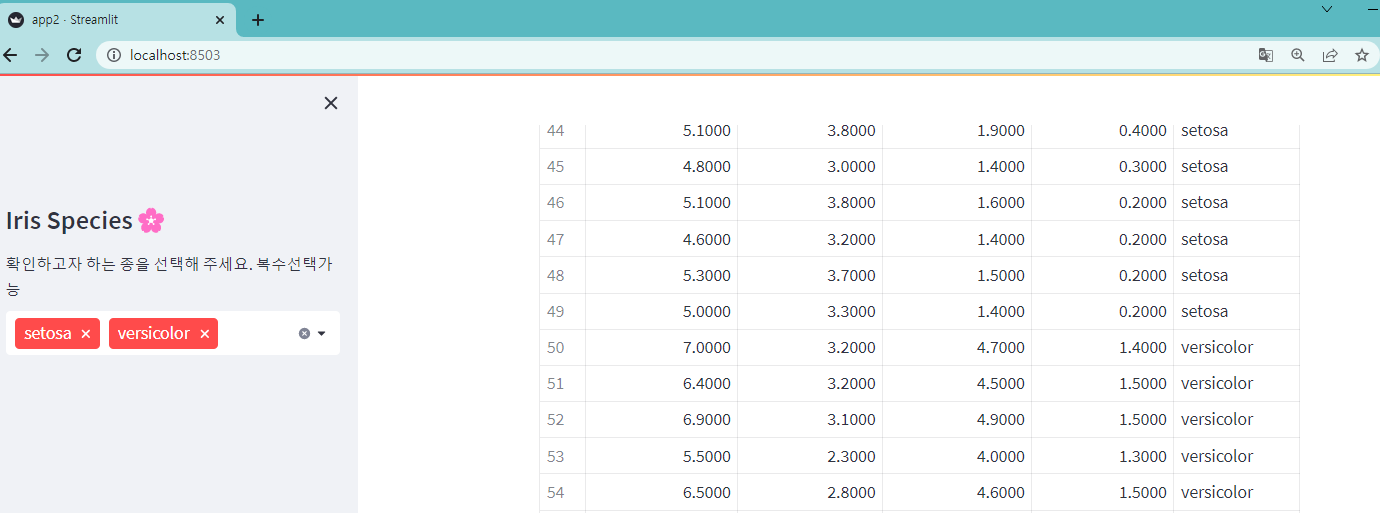 app2 · Streamlit
localhost:8503
Iris Species 🌸
확인하고자 하는 종을 선택해 주세요. 복수선택가
능
setosa × versicolor ×
44 5.1000 3.8000 1.9000 0.4000 setosa
45 4.8000 3.0000 1.4000 0.3000 setosa
46 5.1000 3.8000 1.6000 0.2000 setosa
47 4.6000 3.2000 1.4000 0.2000 setosa
48 5.3000 3.7000 1.5000 0.2000 setosa
49 5.0000 3.3000 1.4000 0.2000 setosa
50 7.0000 3.2000 4.7000 1.4000 versicolor
51 6.4000 3.2000 4.5000 1.5000 versicolor
52 6.9000 3.1000 4.9000 1.5000 versicolor
53 5.5000 2.3000 4.0000 1.3000 versicolor
54 6.5000 2.8000 4.6000 1.5000 versicolor